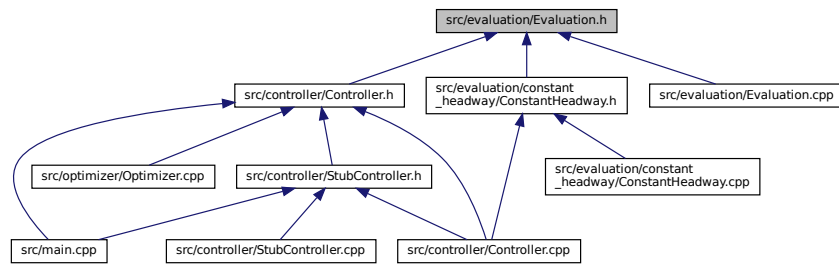 src/evaluation/Evaluation.h
src/controller/Controller.h
src/evaluation/constant
_headway/ConstantHeadway.h
src/evaluation/Evaluation.cpp
src/optimizer/Optimizer.cpp
src/controller/StubController.h
src/evaluation/constant
_headway/ConstantHeadway.cpp
src/main.cpp
src/controller/StubController.cpp
src/controller/Controller.cpp